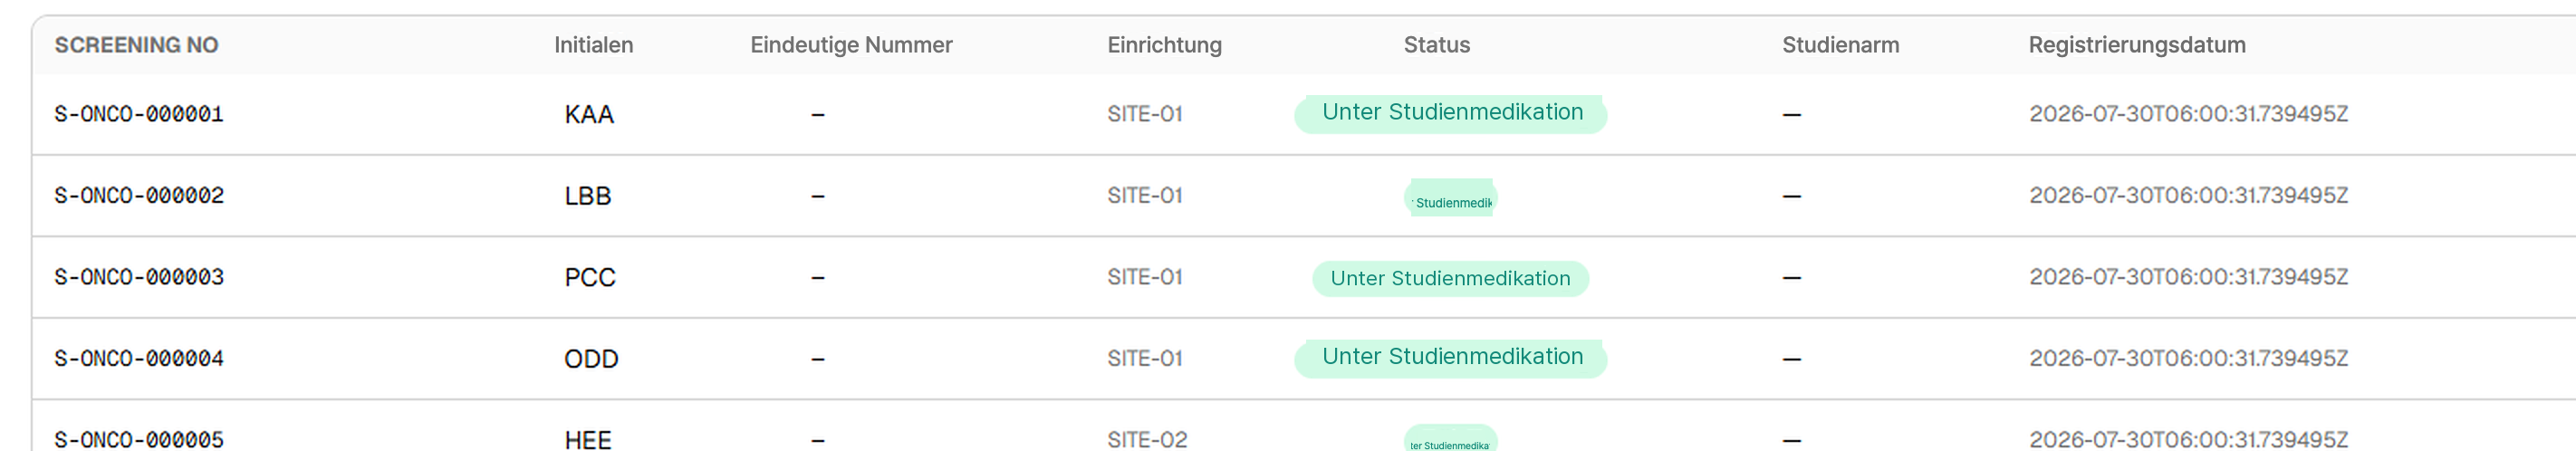 SCREENING NO Initialen Eindeutige Nummer Einrichtung Status Studienarm Registrierungsdatum
S-ONCO-000001 KAA – SITE-01 Unter Studienmedikation — 2026-07-30T06:00:31.739495Z
S-ONCO-000002 LBB – SITE-01 Studienmedik — 2026-07-30T06:00:31.739495Z
S-ONCO-000003 PCC – SITE-01 Unter Studienmedikation — 2026-07-30T06:00:31.739495Z
S-ONCO-000004 ODD – SITE-01 Unter Studienmedikation — 2026-07-30T06:00:31.739495Z
S-ONCO-000005 HEE – SITE-02 ter Studienmedika — 2026-07-30T06:00:31.739495Z